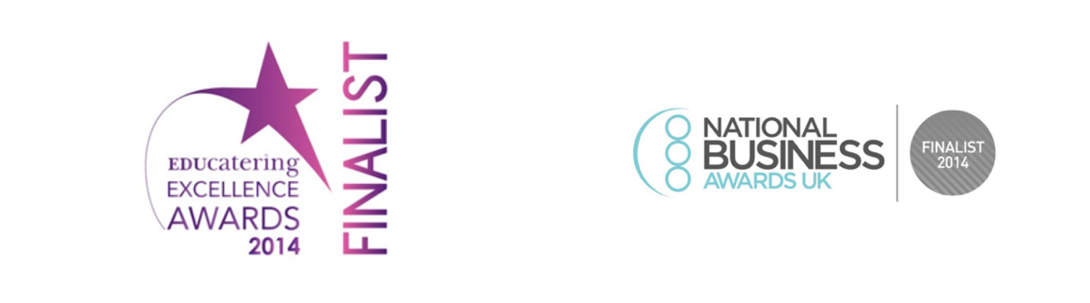 EDUcatering
EXCELLENCE
AWARDS
2014
FINALIST
NATIONAL
BUSINESS
AWARDS UK
FINALIST
2014